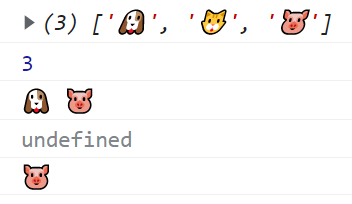 ▶ (3) ['🐶', '🐱', '🐷']
3
🐶 🐷
undefined
🐷